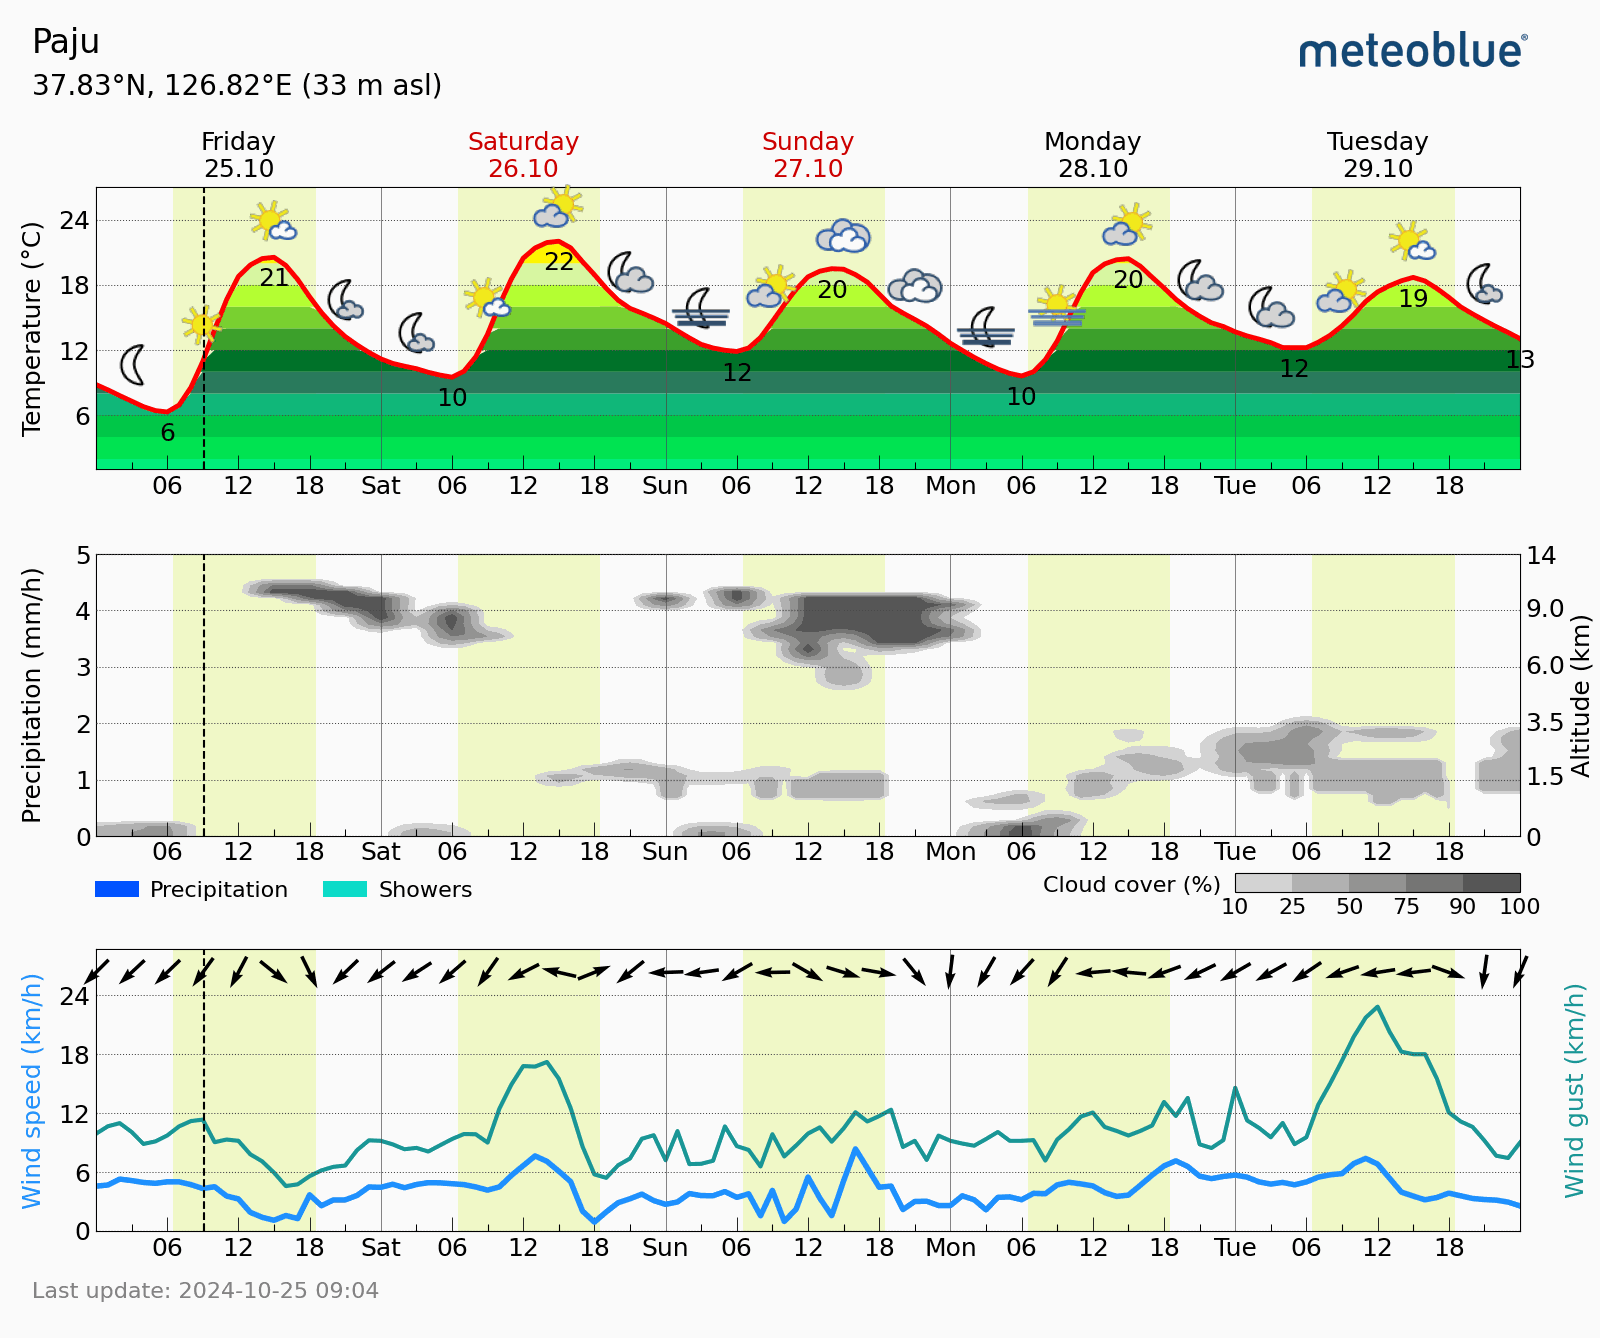 Paju
meteoblue®
37.83°N, 126.82°E (33 m asl)
Friday Saturday Sunday Monday Tuesday
25.10 26.10 27.10 28.10 29.10
Temperature (°C)
24
18
12
6
21 22 20 20 19
6 10 12 10 12 13
06 12 18 Sat 06 12 18 Sun 06 12 18 Mon 06 12 18 Tue 06 12 18
Precipitation (mm/h)
5
4
3
2
1
0
14
9.0
6.0
3.5
1.5
0
Altitude (km)
06 12 18 Sat 06 12 18 Sun 06 12 18 Mon 06 12 18 Tue 06 12 18
Precipitation Showers
Cloud cover (%)
10 25 50 75 90 100
Wind speed (km/h)
24
18
12
6
0
Wind gust (km/h)
06 12 18 Sat 06 12 18 Sun 06 12 18 Mon 06 12 18 Tue 06 12 18
Last update: 2024-10-25 09:04